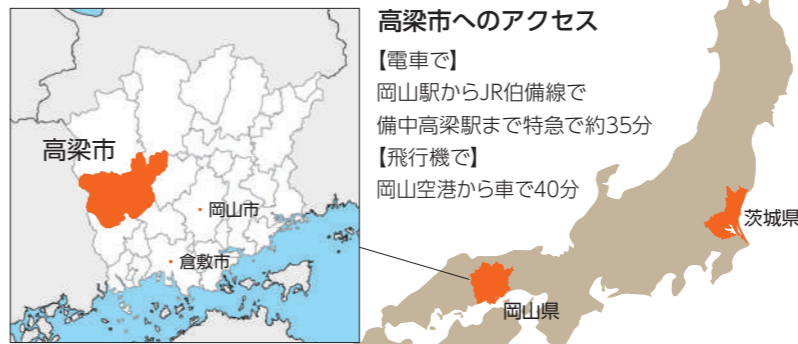 高梁市へのアクセス
【電車で】
岡山駅からJR伯備線で
備中高梁駅まで特急で約35分
【飛行機で】
岡山空港から車で40分
高梁市
岡山市
倉敷市
茨城県
岡山県